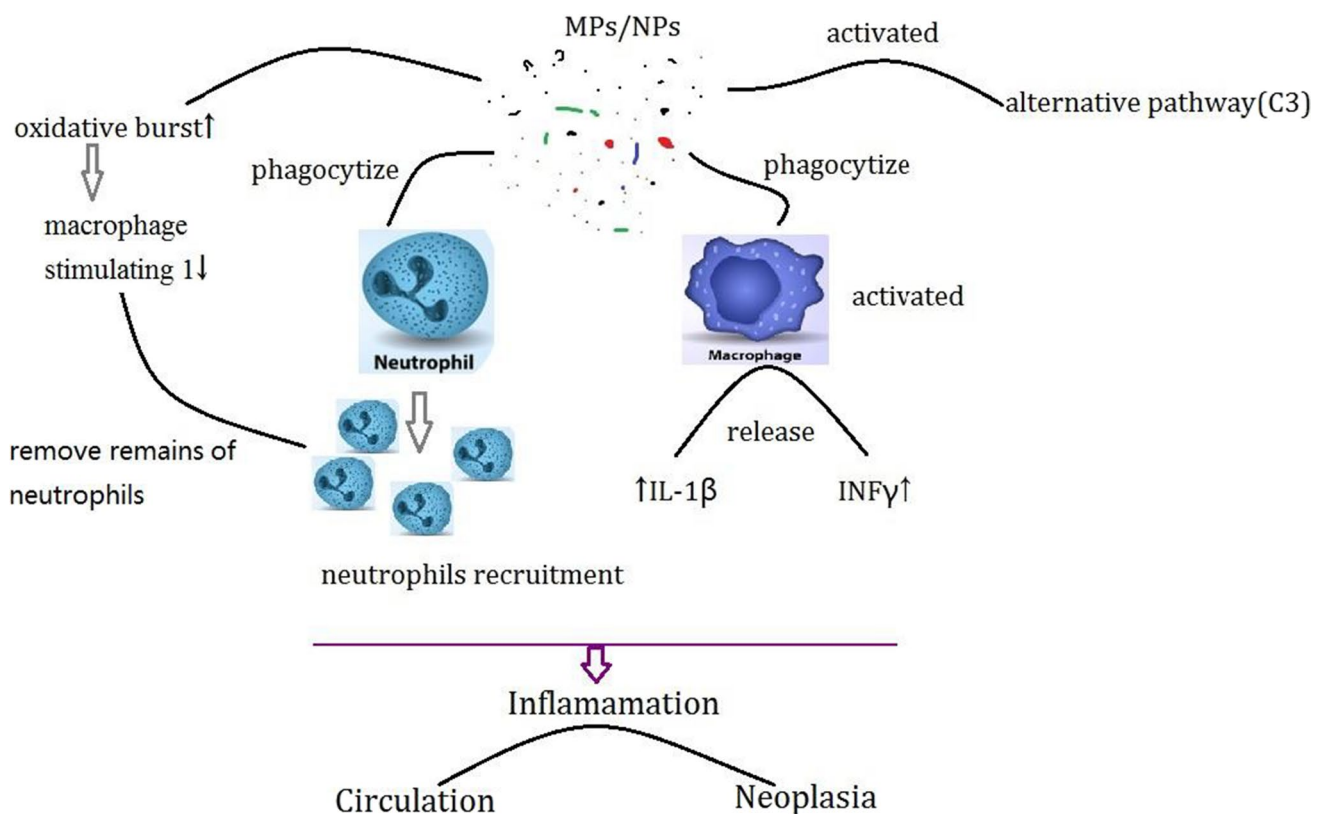 MPs/NPs
activated
alternative pathway(C3)
oxidative burst↑
phagocytize
phagocytize
macrophage
stimulating 1↓
Neutrophil
Macrophage
activated
release
remove remains of
neutrophils
↑IL-1β
INFγ↑
neutrophils recruitment
Inflamamation
Circulation
Neoplasia